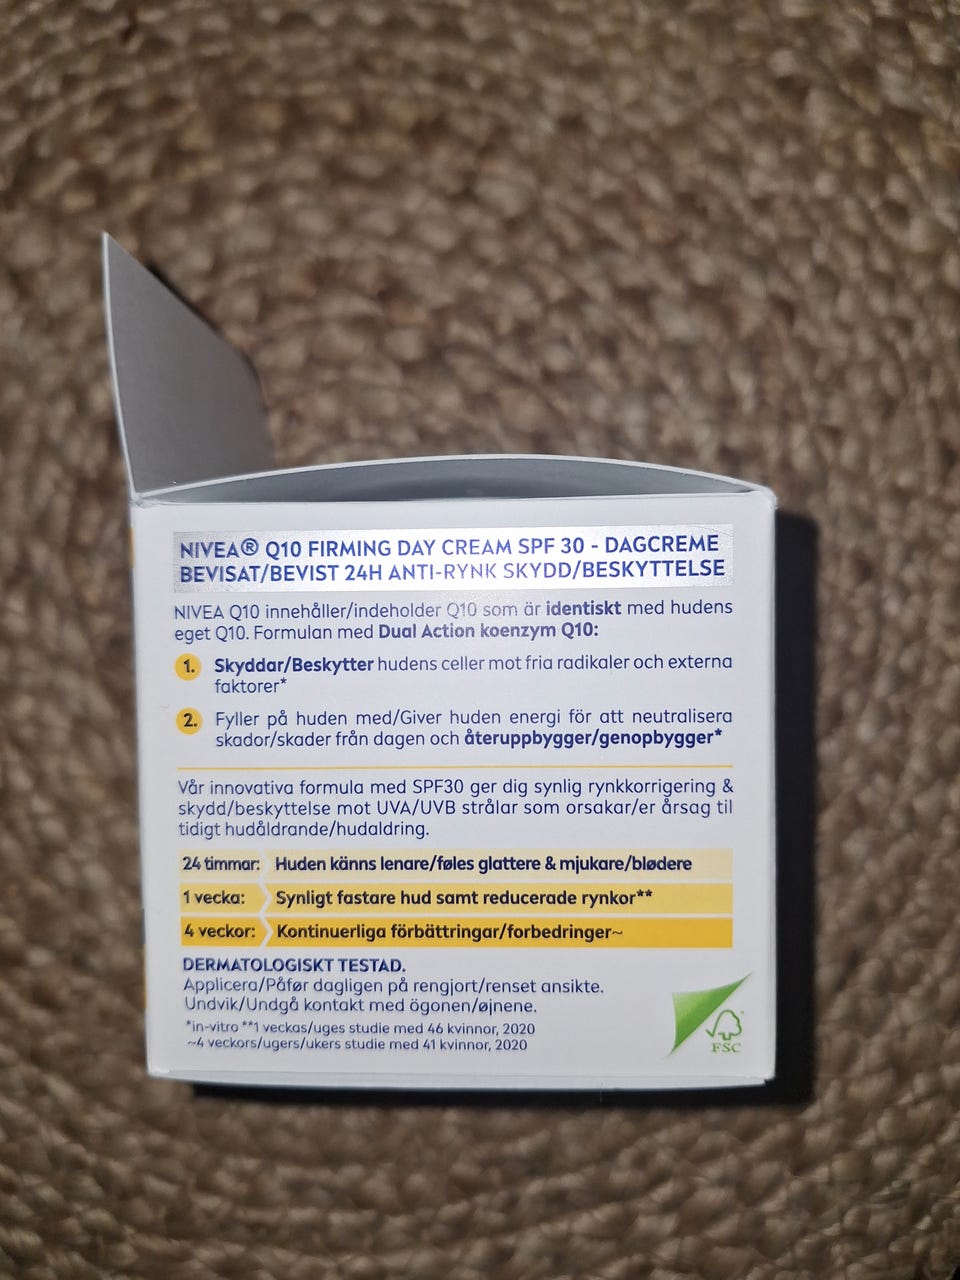 NIVEA® Q10 FIRMING DAY CREAM SPF 30 - DAGCREME
BEVISAT/BEVIST 24H ANTI-RYNK SKYDD/BESKYTTELSE
NIVEA Q10 innehåller/indeholder Q10 som är identiskt med hudens
eget Q10. Formulan med Dual Action koenzym Q10:
1. Skyddar/Beskytter hudens celler mot fria radikaler och externa
faktorer*
2. Fyller på huden med/Giver huden energi för att neutralisera
skador/skader från dagen och återuppbygger/genopbygger*
Vår innovativa formula med SPF30 ger dig synlig rynkkorrigering &
skydd/beskyttelse mot UVA/UVB strålar som orsakar/er årsag til
tidigt hudåldrande/hudaldring.
24 timmar: Huden känns lenare/føles glattere & mjukare/blødere
1 vecka: Synligt fastare hud samt reducerade rynkor**
4 veckor: Kontinuerliga förbättringar/forbedringer~
DERMATOLOGISKT TESTAD.
Applicera/Påfør dagligen på rengjort/renset ansikte.
Undvik/Undgå kontakt med ögonen/øjnene.
*in-vitro **1 veckas/uges studie med 46 kvinnor, 2020
~4 veckors/ugers/ukers studie med 41 kvinnor, 2020
FSC